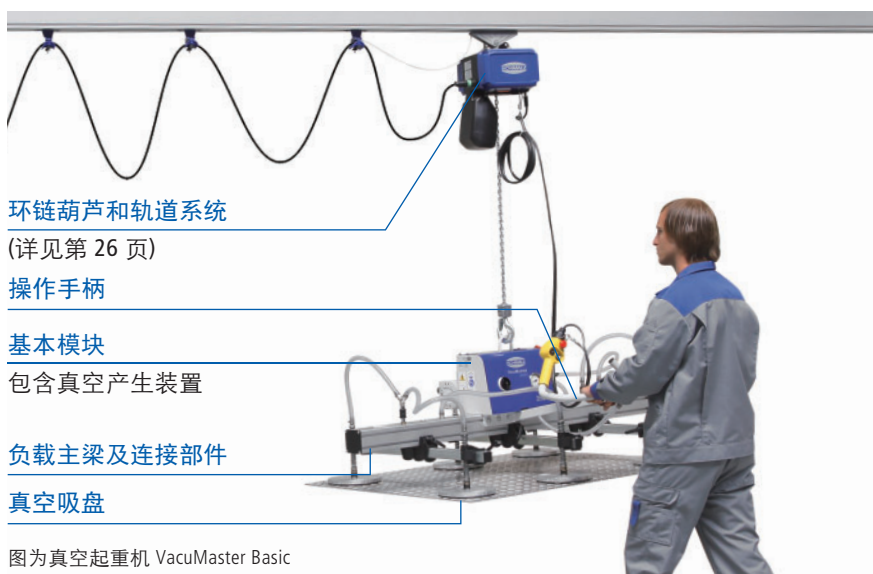 环链葫芦和轨道系统
(详见第 26 页)
操作手柄
基本模块
包含真空产生装置
负载主梁及连接部件
真空吸盘
图为真空起重机 VacuMaster Basic